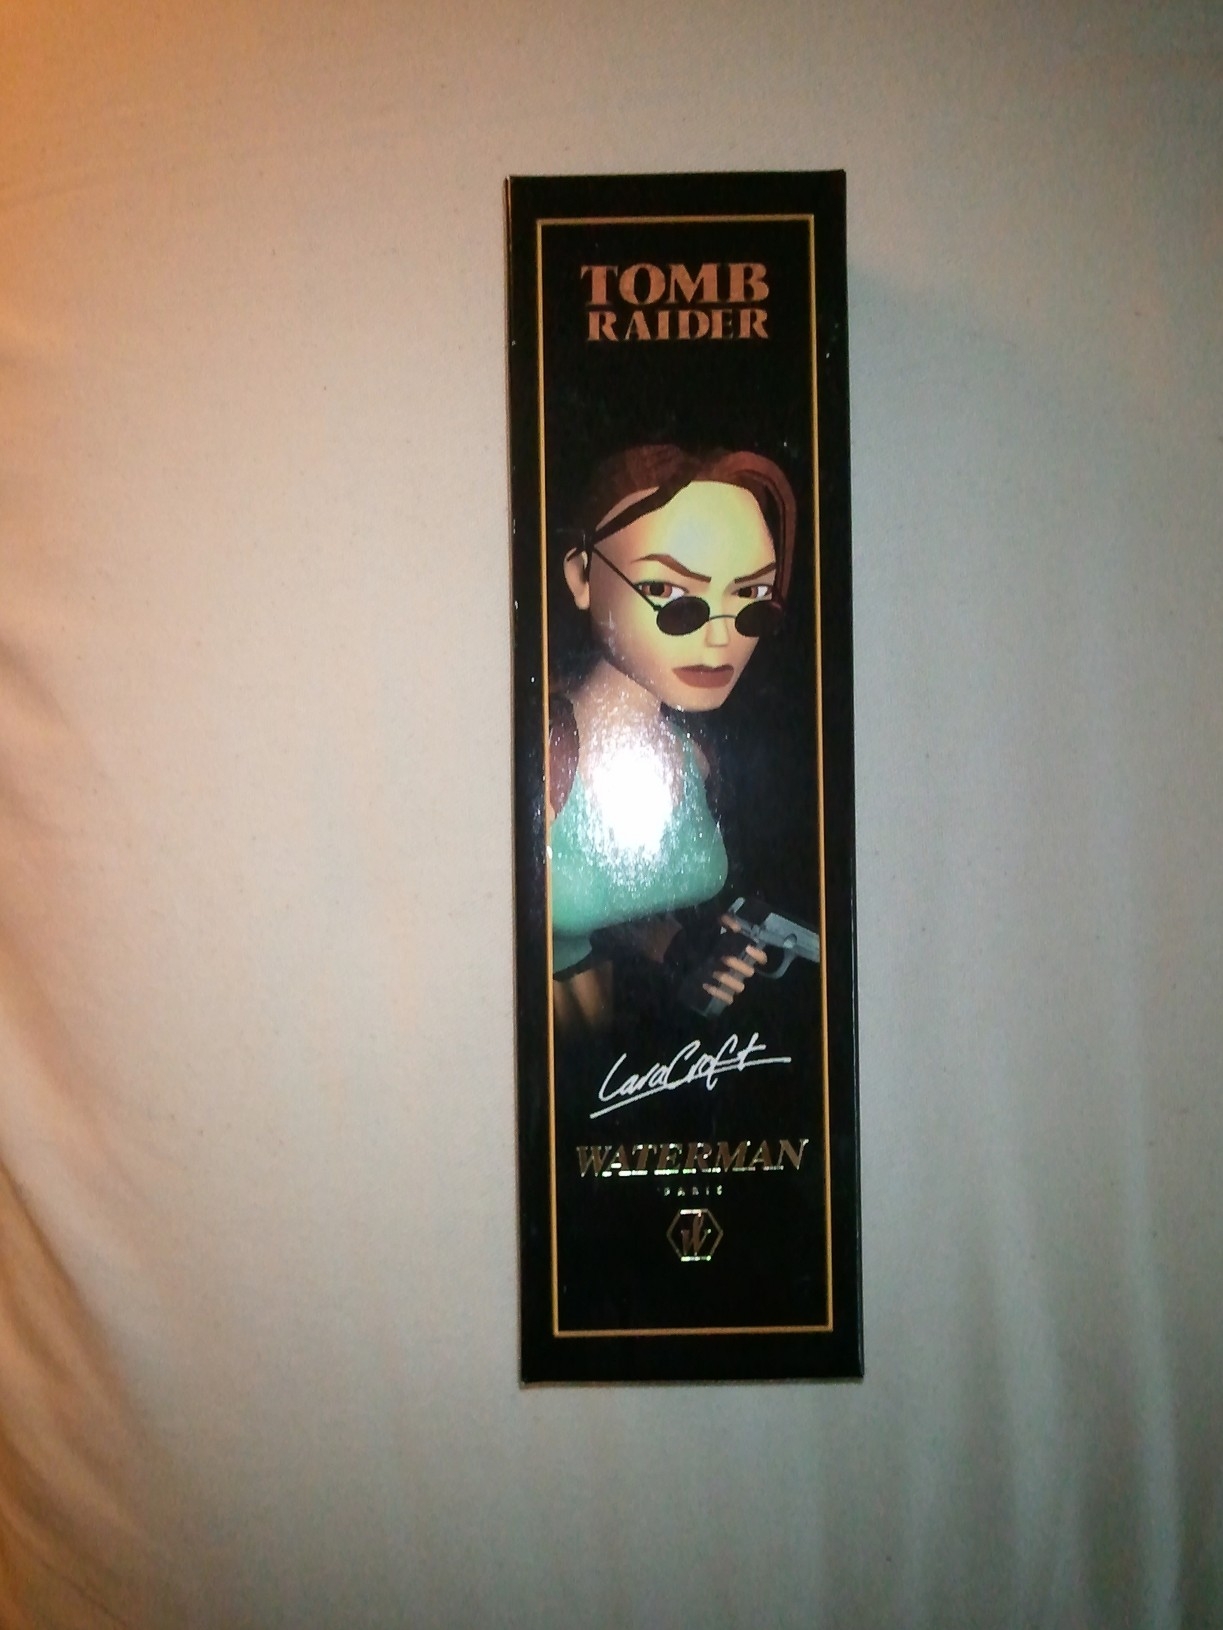 TOMB
RAIDER
Lara Croft
WATERMAN
PARIS
W